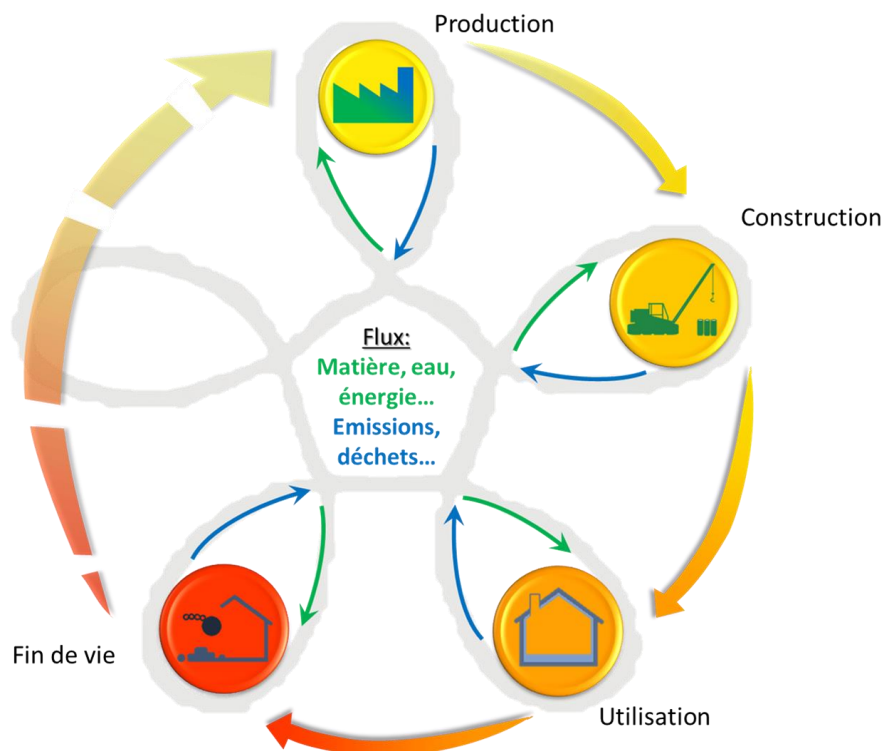 Production
Construction
Flux:
Matière, eau,
énergie...
Emissions,
déchets...
Fin de vie
Utilisation